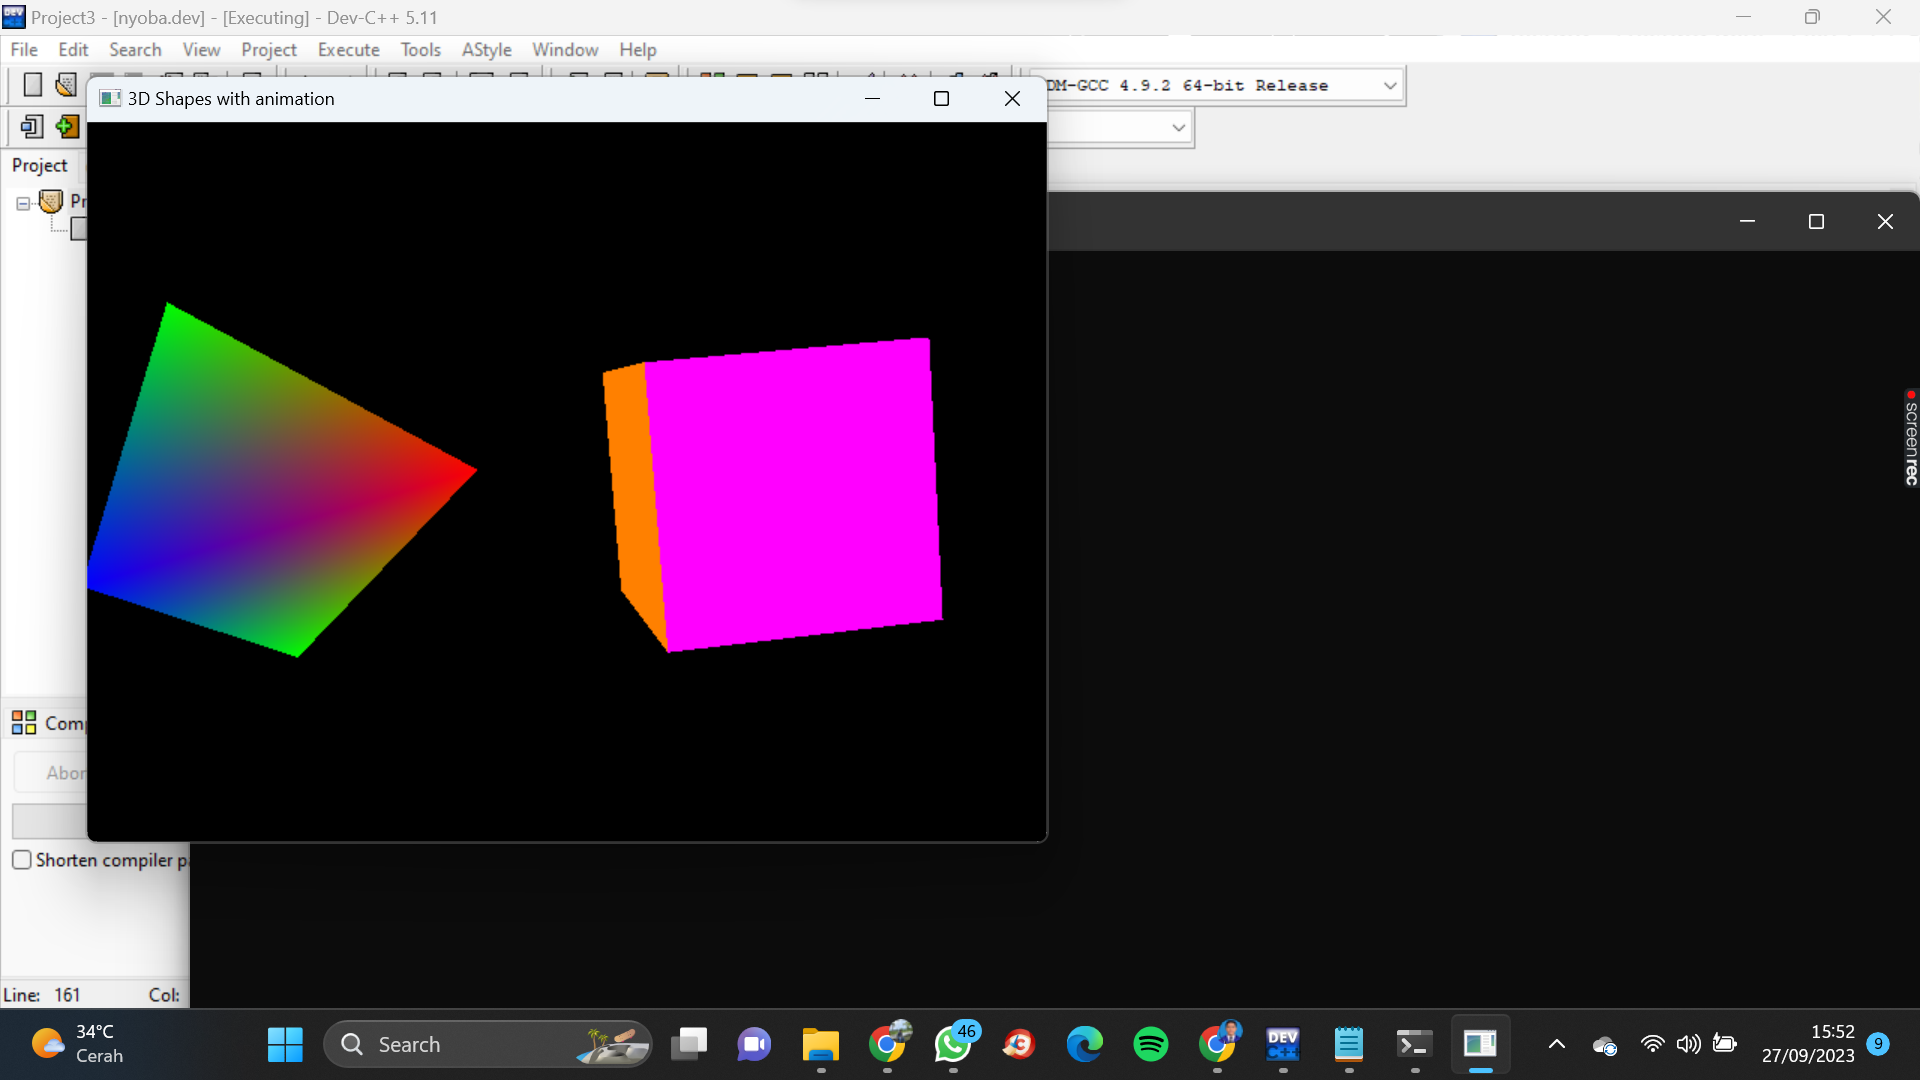 Project3 - [nyoba.dev] - [Executing] - Dev-C++ 5.11
File Edit Search View Project Execute Tools AStyle Window Help
3D Shapes with animation
DM-GCC 4.9.2 64-bit Release
Project
Pr
screenrec
Comp
Abor
Shorten compiler pa
Line: 161 Col:
34°C
Cerah
Search
46
DEV
C++
15:52
27/09/2023
9